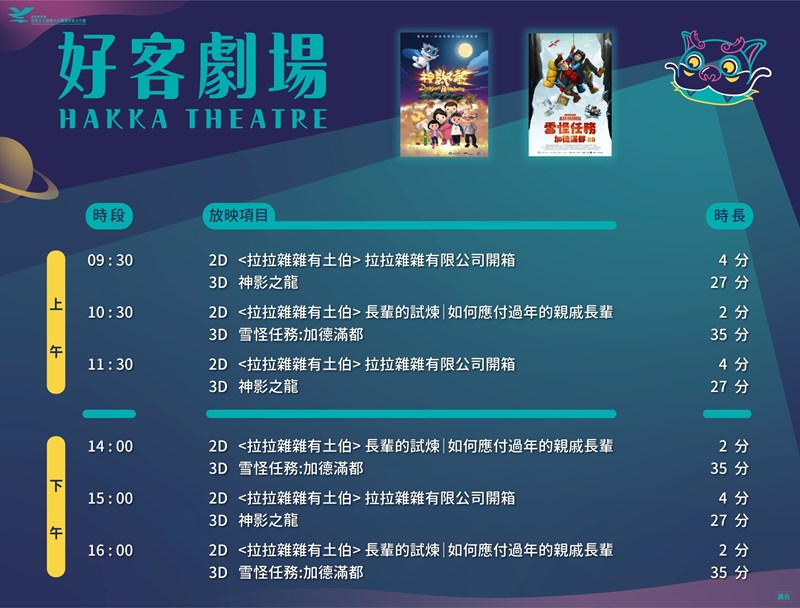 好客劇場
HAKKA THEATRE
神影之龍
雪怪任務
加德滿都
時段 放映項目 時長
上午
09:30 2D <拉拉雜雜有土伯> 拉拉雜雜有限公司開箱 4 分
3D 神影之龍 27 分
10:30 2D <拉拉雜雜有土伯> 長輩的試煉|如何應付過年的親戚長輩 2 分
3D 雪怪任務:加德滿都 35 分
11:30 2D <拉拉雜雜有土伯> 拉拉雜雜有限公司開箱 4 分
3D 神影之龍 27 分
下午
14:00 2D <拉拉雜雜有土伯> 長輩的試煉|如何應付過年的親戚長輩 2 分
3D 雪怪任務:加德滿都 35 分
15:00 2D <拉拉雜雜有土伯> 拉拉雜雜有限公司開箱 4 分
3D 神影之龍 27 分
16:00 2D <拉拉雜雜有土伯> 長輩的試煉|如何應付過年的親戚長輩 2 分
3D 雪怪任務:加德滿都 35 分
廣告